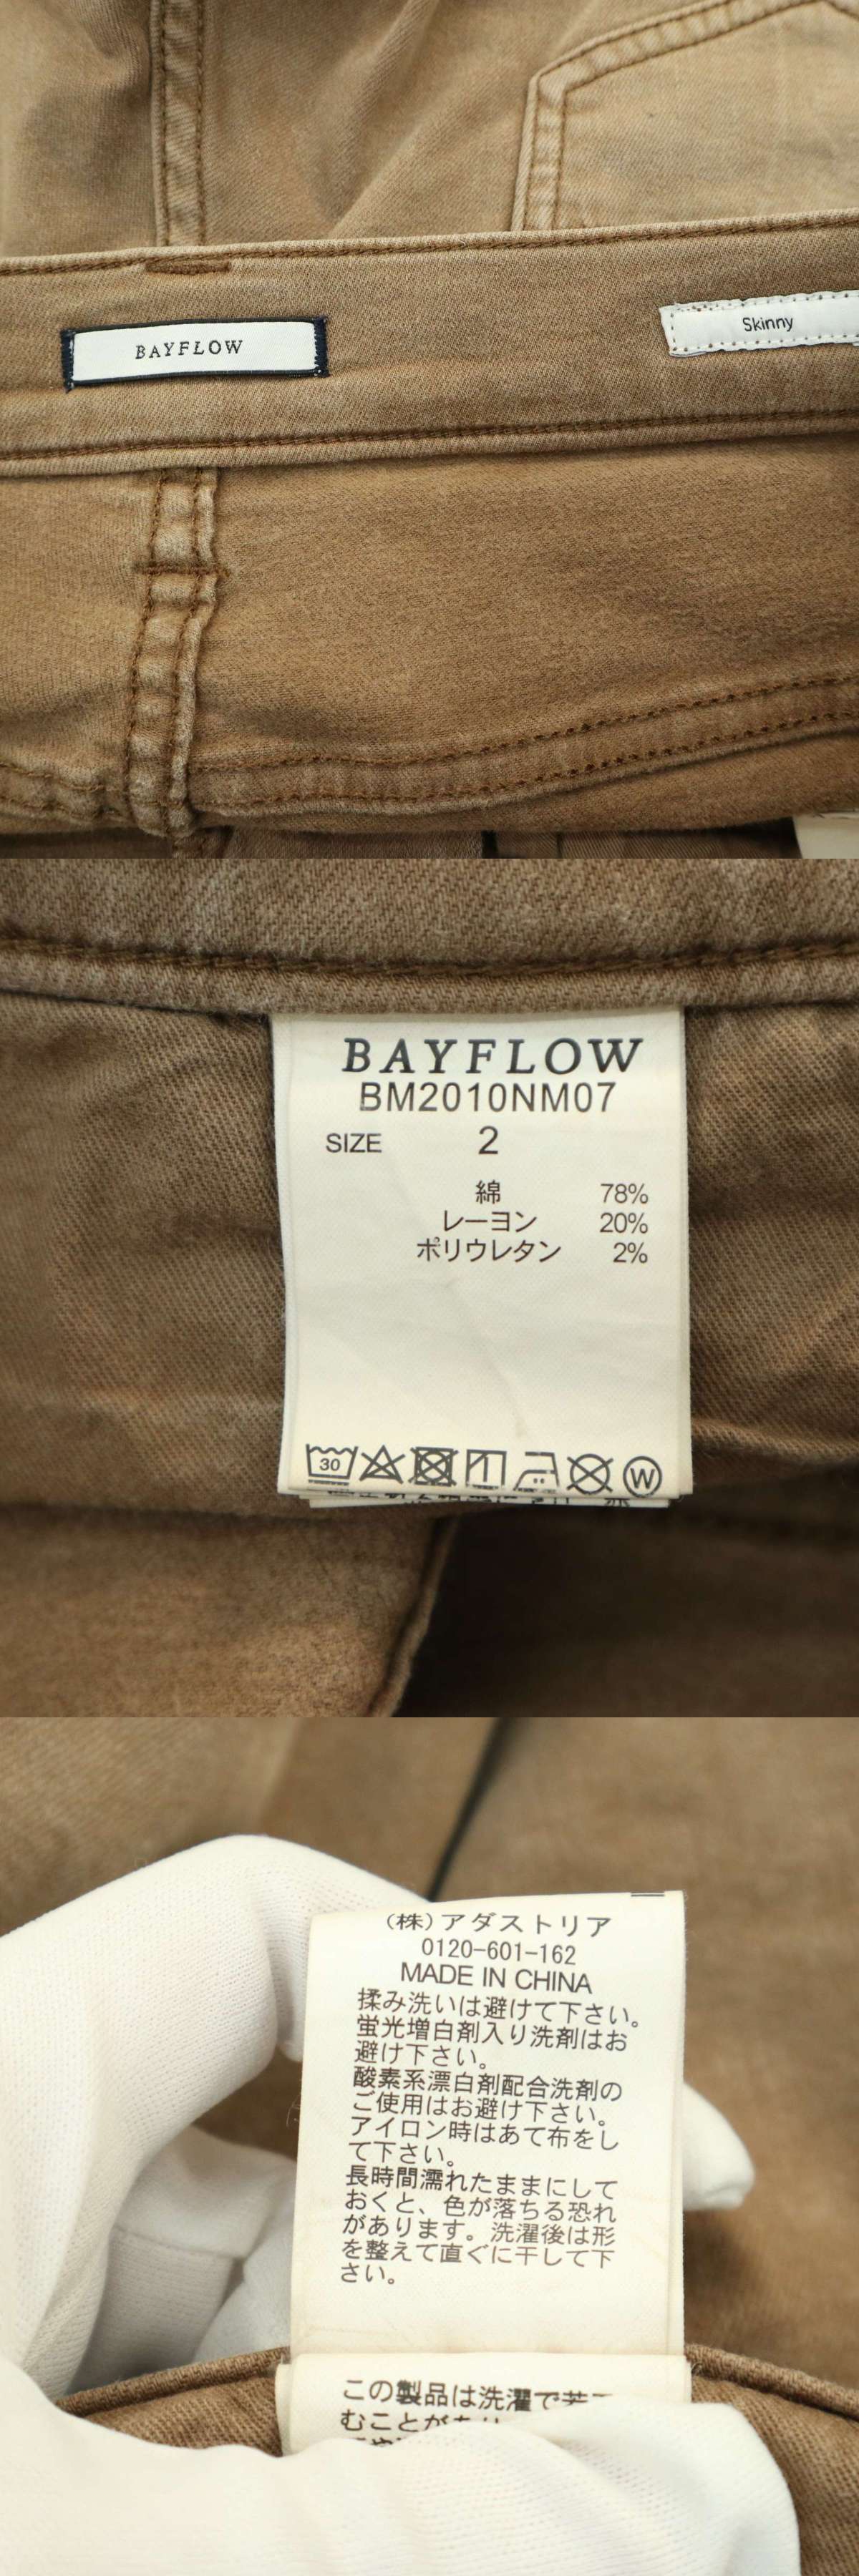 BAYFLOW
Skinny
BAYFLOW
BM2010NM07
SIZE 2
綿 78%
レーヨン 20%
ポリウレタン 2%
30
W
(株)アダストリア
0120-601-162
MADE IN CHINA
揉み洗いは避けて下さい。
蛍光増白剤入り洗剤はお
避け下さい。
酸素系漂白剤配合洗剤の
ご使用はお避け下さい。
アイロン時はあて布をし
て下さい。
長時間濡れたままにして
おくと、色が落ちる恐れ
があります。洗濯後は形
を整えて直ぐに干して下
さい。
この製品は洗濯で
むことが